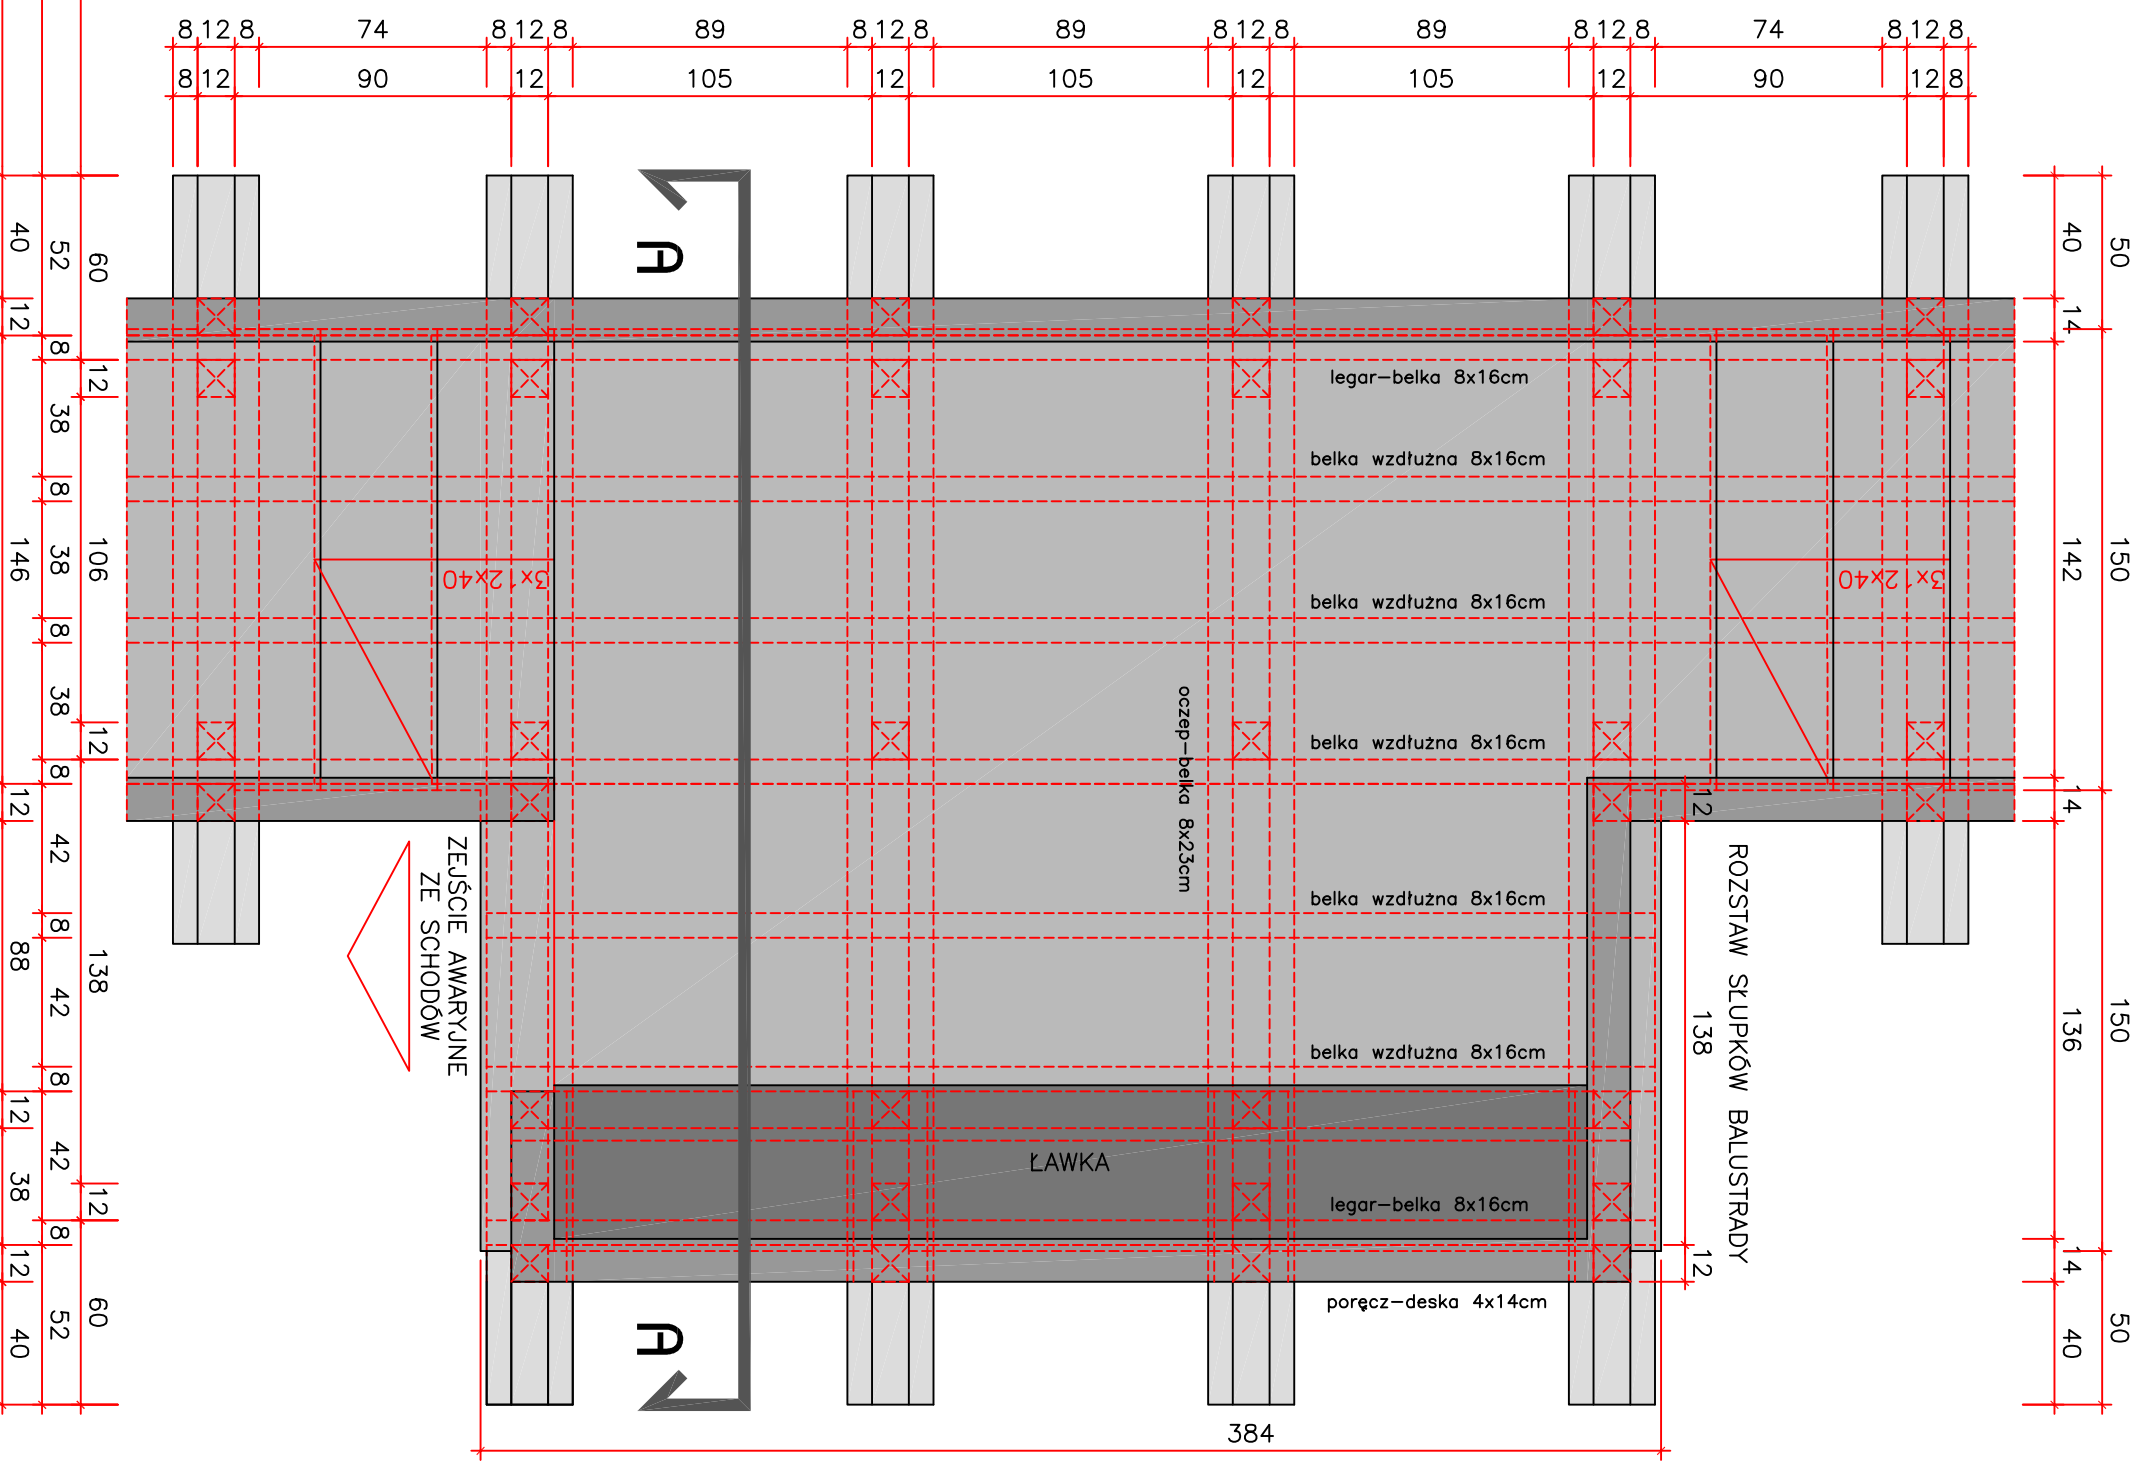 8 12 8 74 8 12 8 89 8 12 8 89 8 12 8 89 8 12 8 74 8 12 8
8 12 90 12 105 12 105 12 105 12 90 12 8
A
legar-belka 8x16cm
belka wzdłużna 8x16cm
3x12x40
3x12x40
belka wzdłużna 8x16cm
belka wzdłużna 8x16cm
oczep-belka 8x23cm
belka wzdłużna 8x16cm
belka wzdłużna 8x16cm
ŁAWKA
legar-belka 8x16cm
poręcz-deska 4x14cm
A
384
ZEJŚCIE AWARYJNE
ZE SCHODÓW
ROZSTAW SŁUPKÓW BALUSTRADY
12 138 12
60 12 106 12 138 12 60
52 8 38 8 38 8 38 8 42 8 42 8 42 8 52
40 12 146 12 88 12 38 12 40
50 150 150 50
40 14 142 14 136 14 40